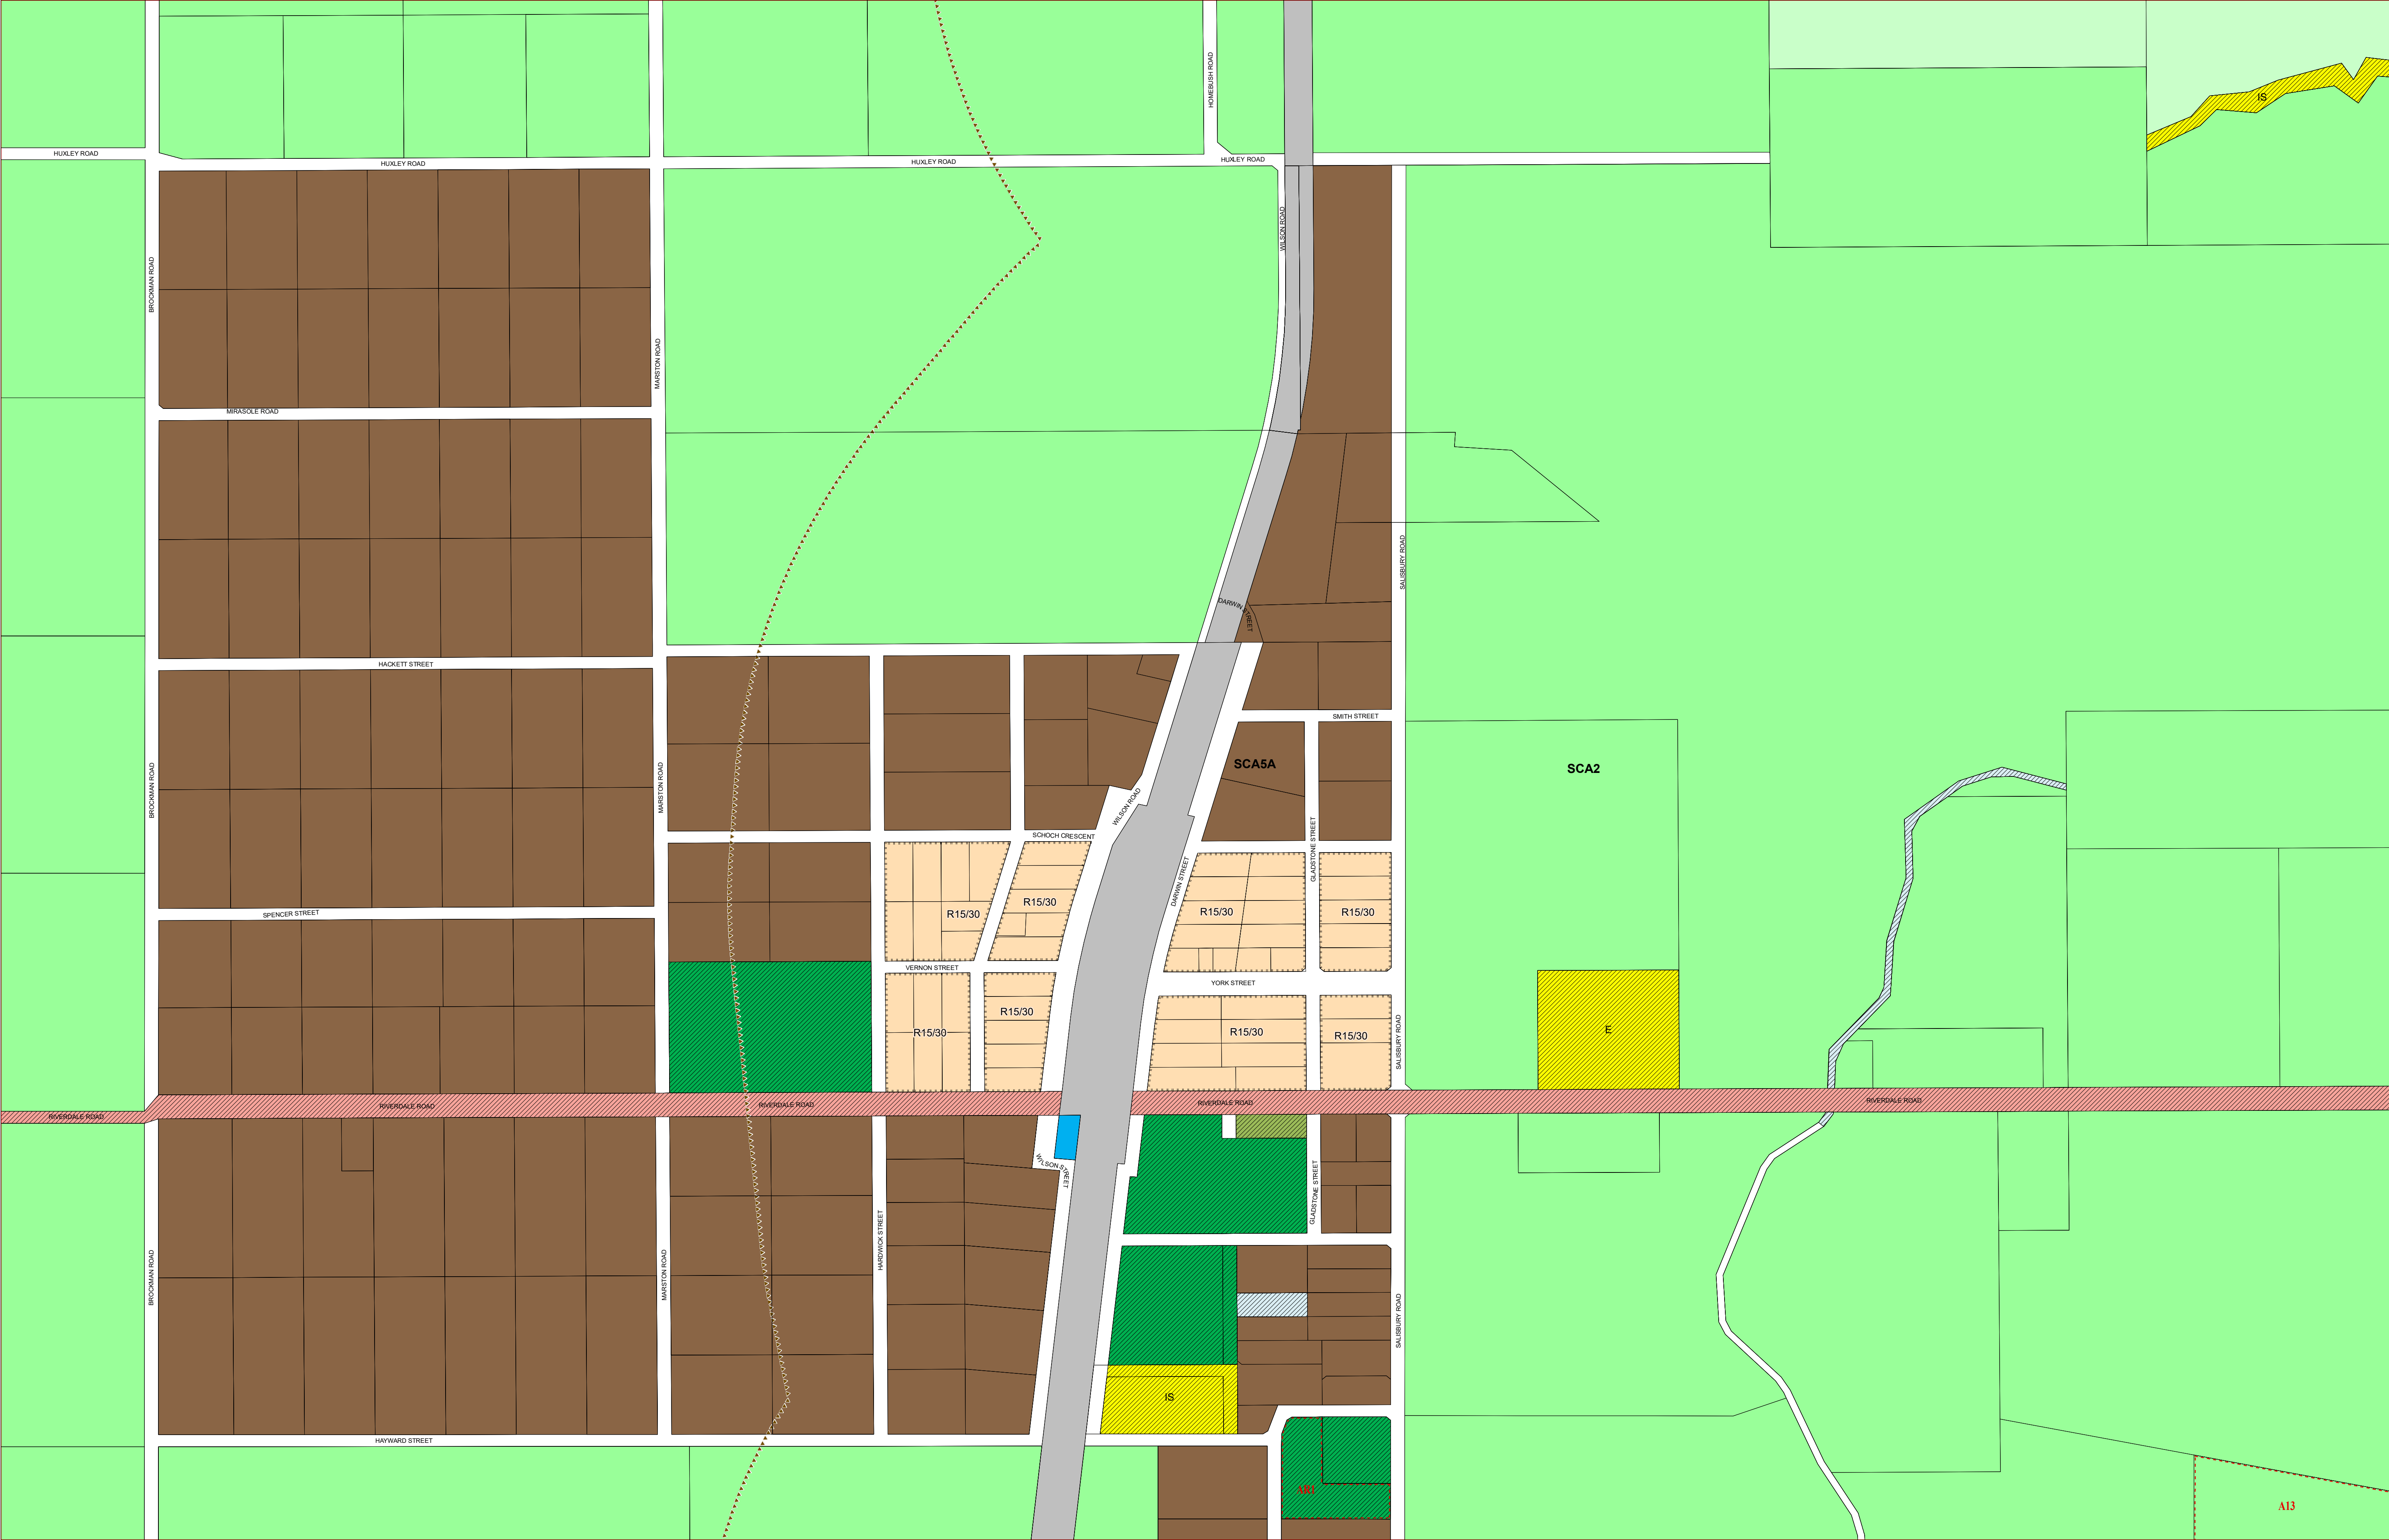 HOMEBUSH ROAD
IS
HUXLEY ROAD
HUXLEY ROAD
HUXLEY ROAD
HUXLEY ROAD
WILSON ROAD
BROCKMAN ROAD
MARSTON ROAD
MIRASOLE ROAD
SALISBURY ROAD
DARWIN STREET
HACKETT STREET
SMITH STREET
SCA5A
SCA2
BROCKMAN ROAD
MARSTON ROAD
WILSON ROAD
SCHOCH CRESCENT
GLADSTONE STREET
DARWIN STREET
R15/30
R15/30
R15/30
R15/30
SPENCER STREET
VERNON STREET
YORK STREET
R15/30
R15/30
R15/30
R15/30
SALISBURY ROAD
E
RIVERDALE ROAD
RIVERDALE ROAD
RIVERDALE ROAD
RIVERDALE ROAD
RIVERDALE ROAD
WILSON STREET
GLADSTONE STREET
HARDWICK STREET
BROCKMAN ROAD
MARSTON ROAD
SALISBURY ROAD
IS
HAYWARD STREET
AR1
A13